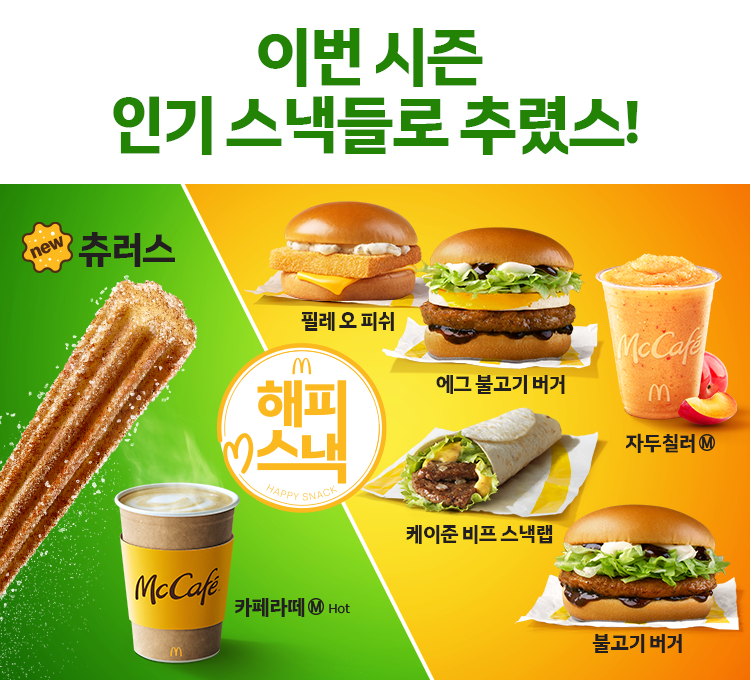 이번 시즌
인기 스낵들로 추렸스!
new 츄러스
필레 오 피쉬
에그 불고기 버거
McCafé
자두칠러 Ⓜ
해피
스낵
HAPPY SNACK
케이준 비프 스낵랩
McCafé
카페라떼 Ⓜ Hot
불고기 버거